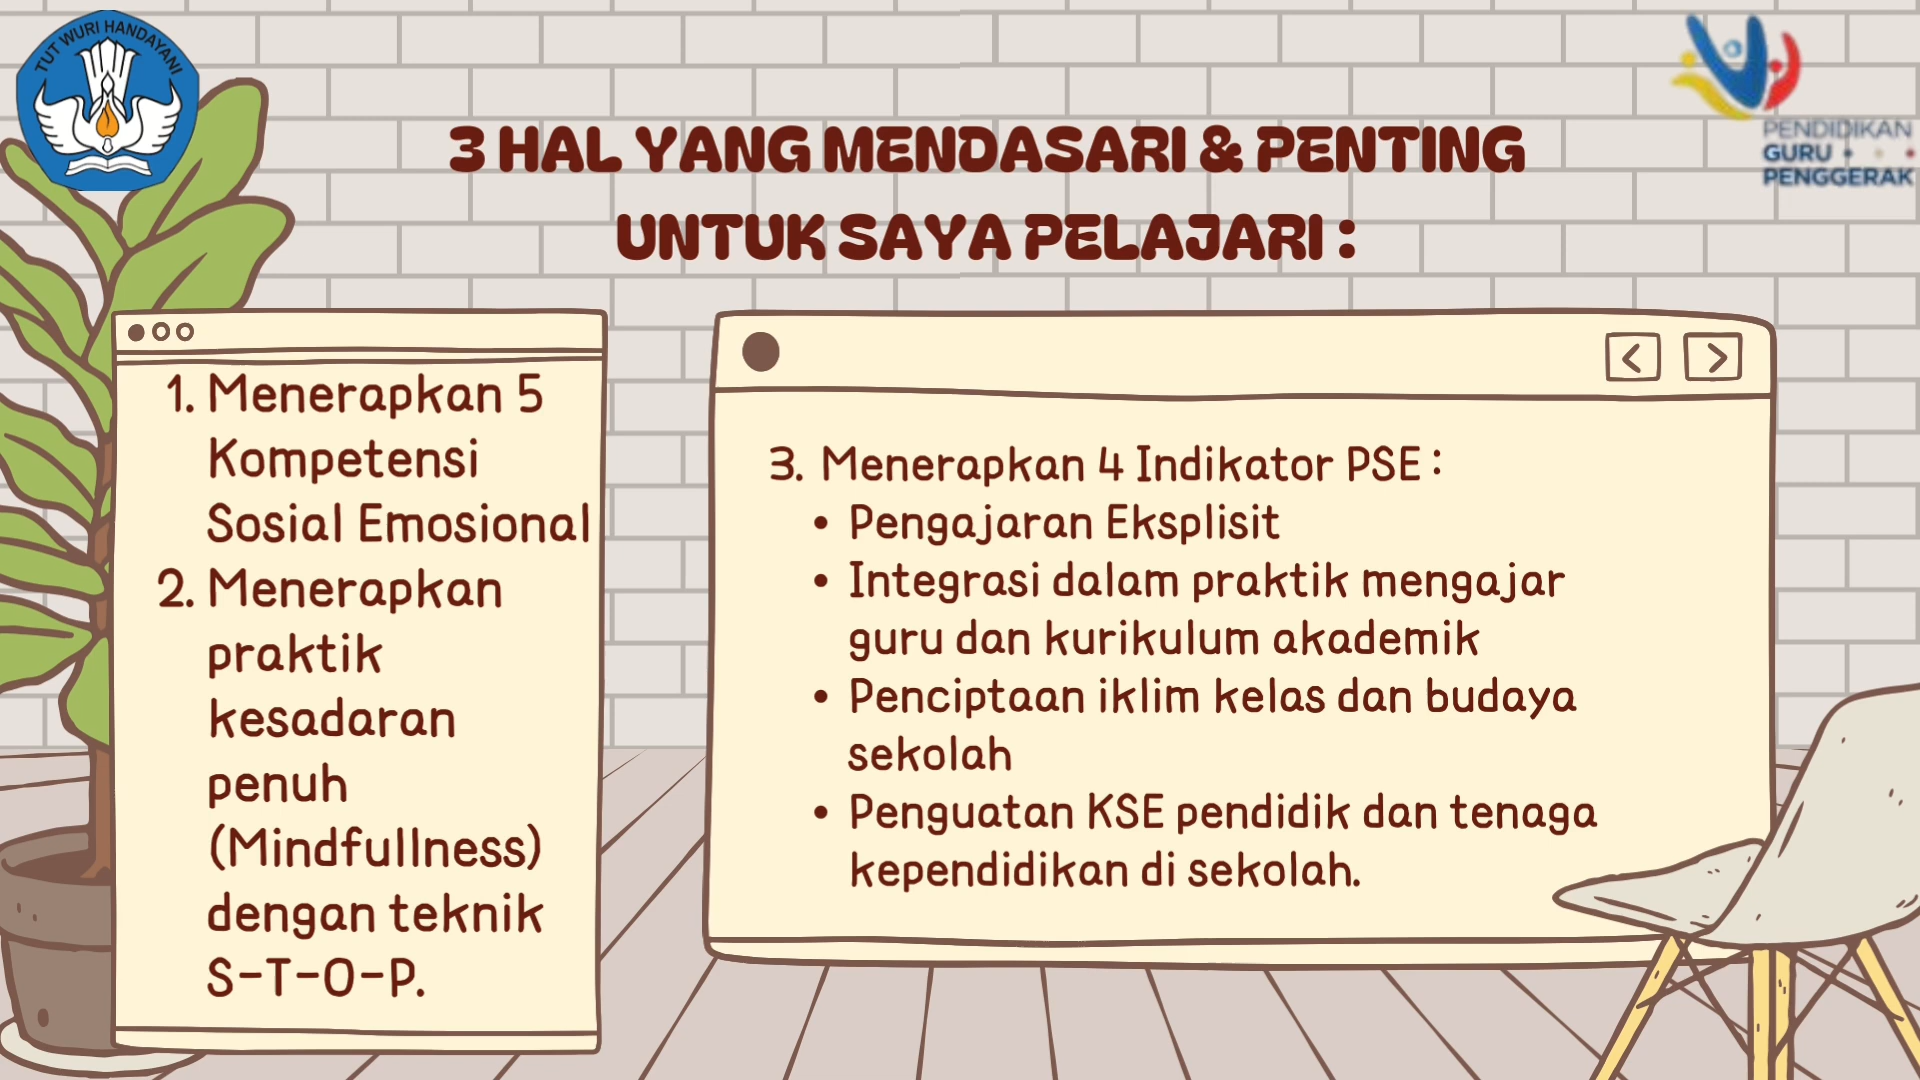 TUT WURI HANDAYANI
PENDIDIKAN
GURU
PENGGERAK
3 HAL YANG MENDASARI & PENTING
UNTUK SAYA PELAJARI :
1. Menerapkan 5
Kompetensi
Sosial Emosional
2. Menerapkan
praktik
kesadaran
penuh
(Mindfullness)
dengan teknik
S-T-O-P.
3. Menerapkan 4 Indikator PSE :
• Pengajaran Eksplisit
• Integrasi dalam praktik mengajar
guru dan kurikulum akademik
• Penciptaan iklim kelas dan budaya
sekolah
• Penguatan KSE pendidik dan tenaga
kependidikan di sekolah.